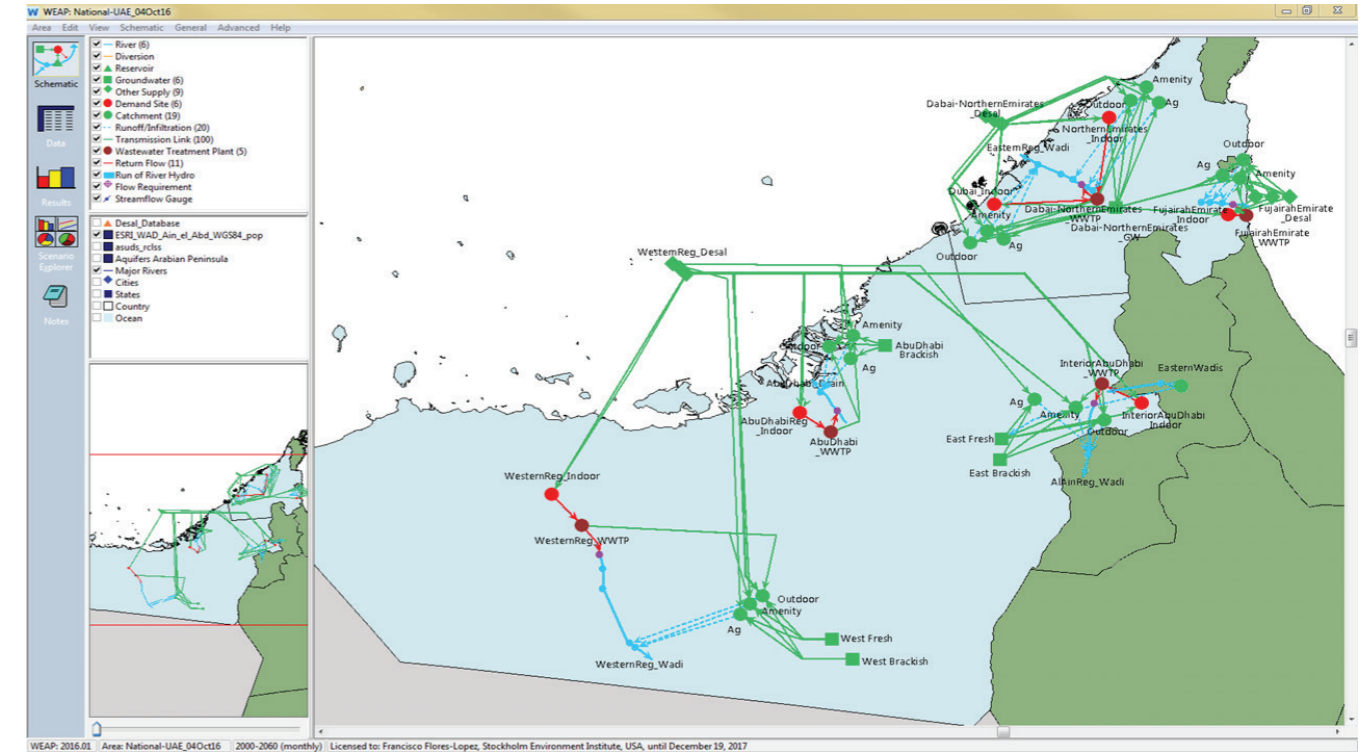 WEAP: National-UAE_04Oct16
Area Edit View Schematic General Advanced Help
Schematic
Data
Results
Scenario
Explorer
Notes
River (6)
Diversion
Reservoir
Groundwater (6)
Other Supply (9)
Demand Site (6)
Catchment (19)
Runoff/Infiltration (20)
Transmission Link (100)
Wastewater Treatment Plant (5)
Return Flow (11)
Run of River Hydro
Flow Requirement
Streamflow Gauge
Desal_Database
ESRI_WAD_Ain_el_Abd_WGS84_pop
asuds_rclss
Aquifers Arabian Peninsula
Major Rivers
Cities
States
Country
Ocean
Amenity
Dabai-NorthernEmirates
_Desal
Outdoor
Ag
NorthernEmirates
_Indoor
EasternReg_Wadi
Outdoor
Ag
Amenity
Dubai_Indoor
Amenity
Dabai-NorthernEmirates
_WWTP
Dabai-NorthernEmirates
_GW
FujairahEmirate
_Indoor
FujairahEmirate
_Desal
FujairahEmirate
_WWTP
Ag
Outdoor
WesternReg_Desal
Amenity
Outdoor
AbuDhabi
Brackish
Ag
AbuDhabi_Drain
AbuDhabiReg
_Indoor
AbuDhabi
_WWTP
InteriorAbuDhabi
_WWTP
EasternWadis
Ag
Amenity
InteriorAbuDhabi
Indoor
Outdoor
East Fresh
East Brackish
AlAinReg_Wadi
WesternReg_Indoor
WesternReg_WWTP
Outdoor
Amenity
Ag
West Fresh
West Brackish
WesternReg_Wadi
WEAP: 2016.01 Area: National-UAE_04Oct16 2000-2060 (monthly) Licensed to: Francisco Flores-Lopez, Stockholm Environment Institute, USA, until December 19, 2017